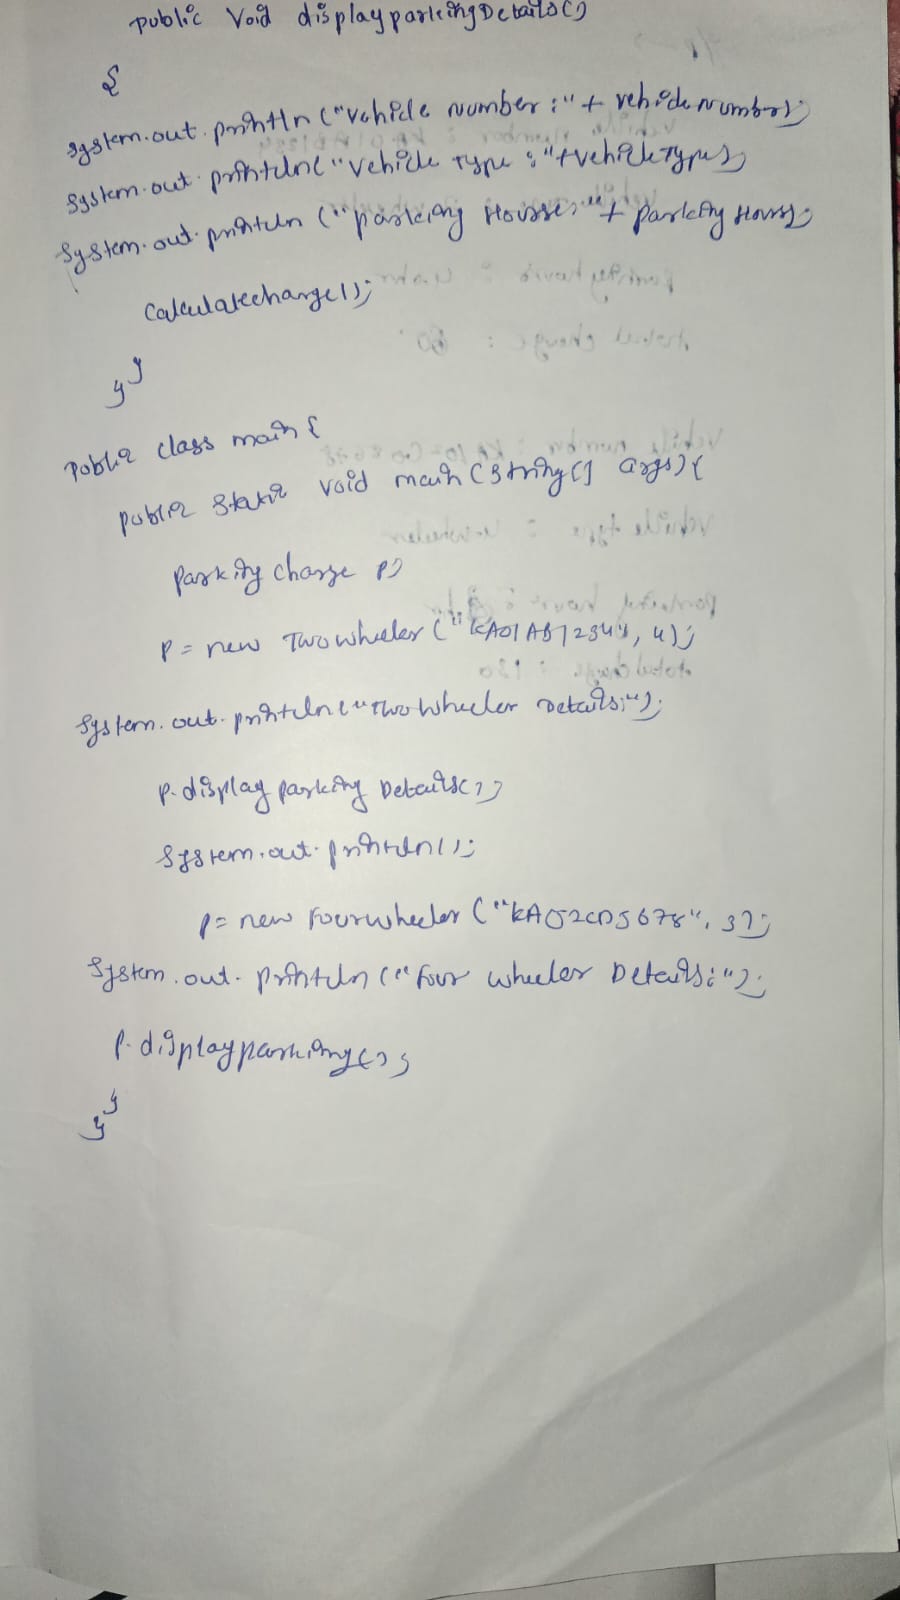 public void displayparkingDetails()
{
System.out.println("Vehicle Number:" + vehicleNumber);
System.out.println("Vehicle Type:"+vehicleType);
System.out.println("parking Hours:"+ parking Hours);
calculatecharge();
}}
Public class main{
public static void main(String[] args){
Parking charge P;
P = new Twowheeler("KA01AB1234", 4);
System.out.println("Two wheeler Details:");
p.display parking Details();
System.out.println();
p= new Fourwheeler("KA52CD5678", 3);
System.out.println("four wheeler Details:");
P.displayparking();
}}